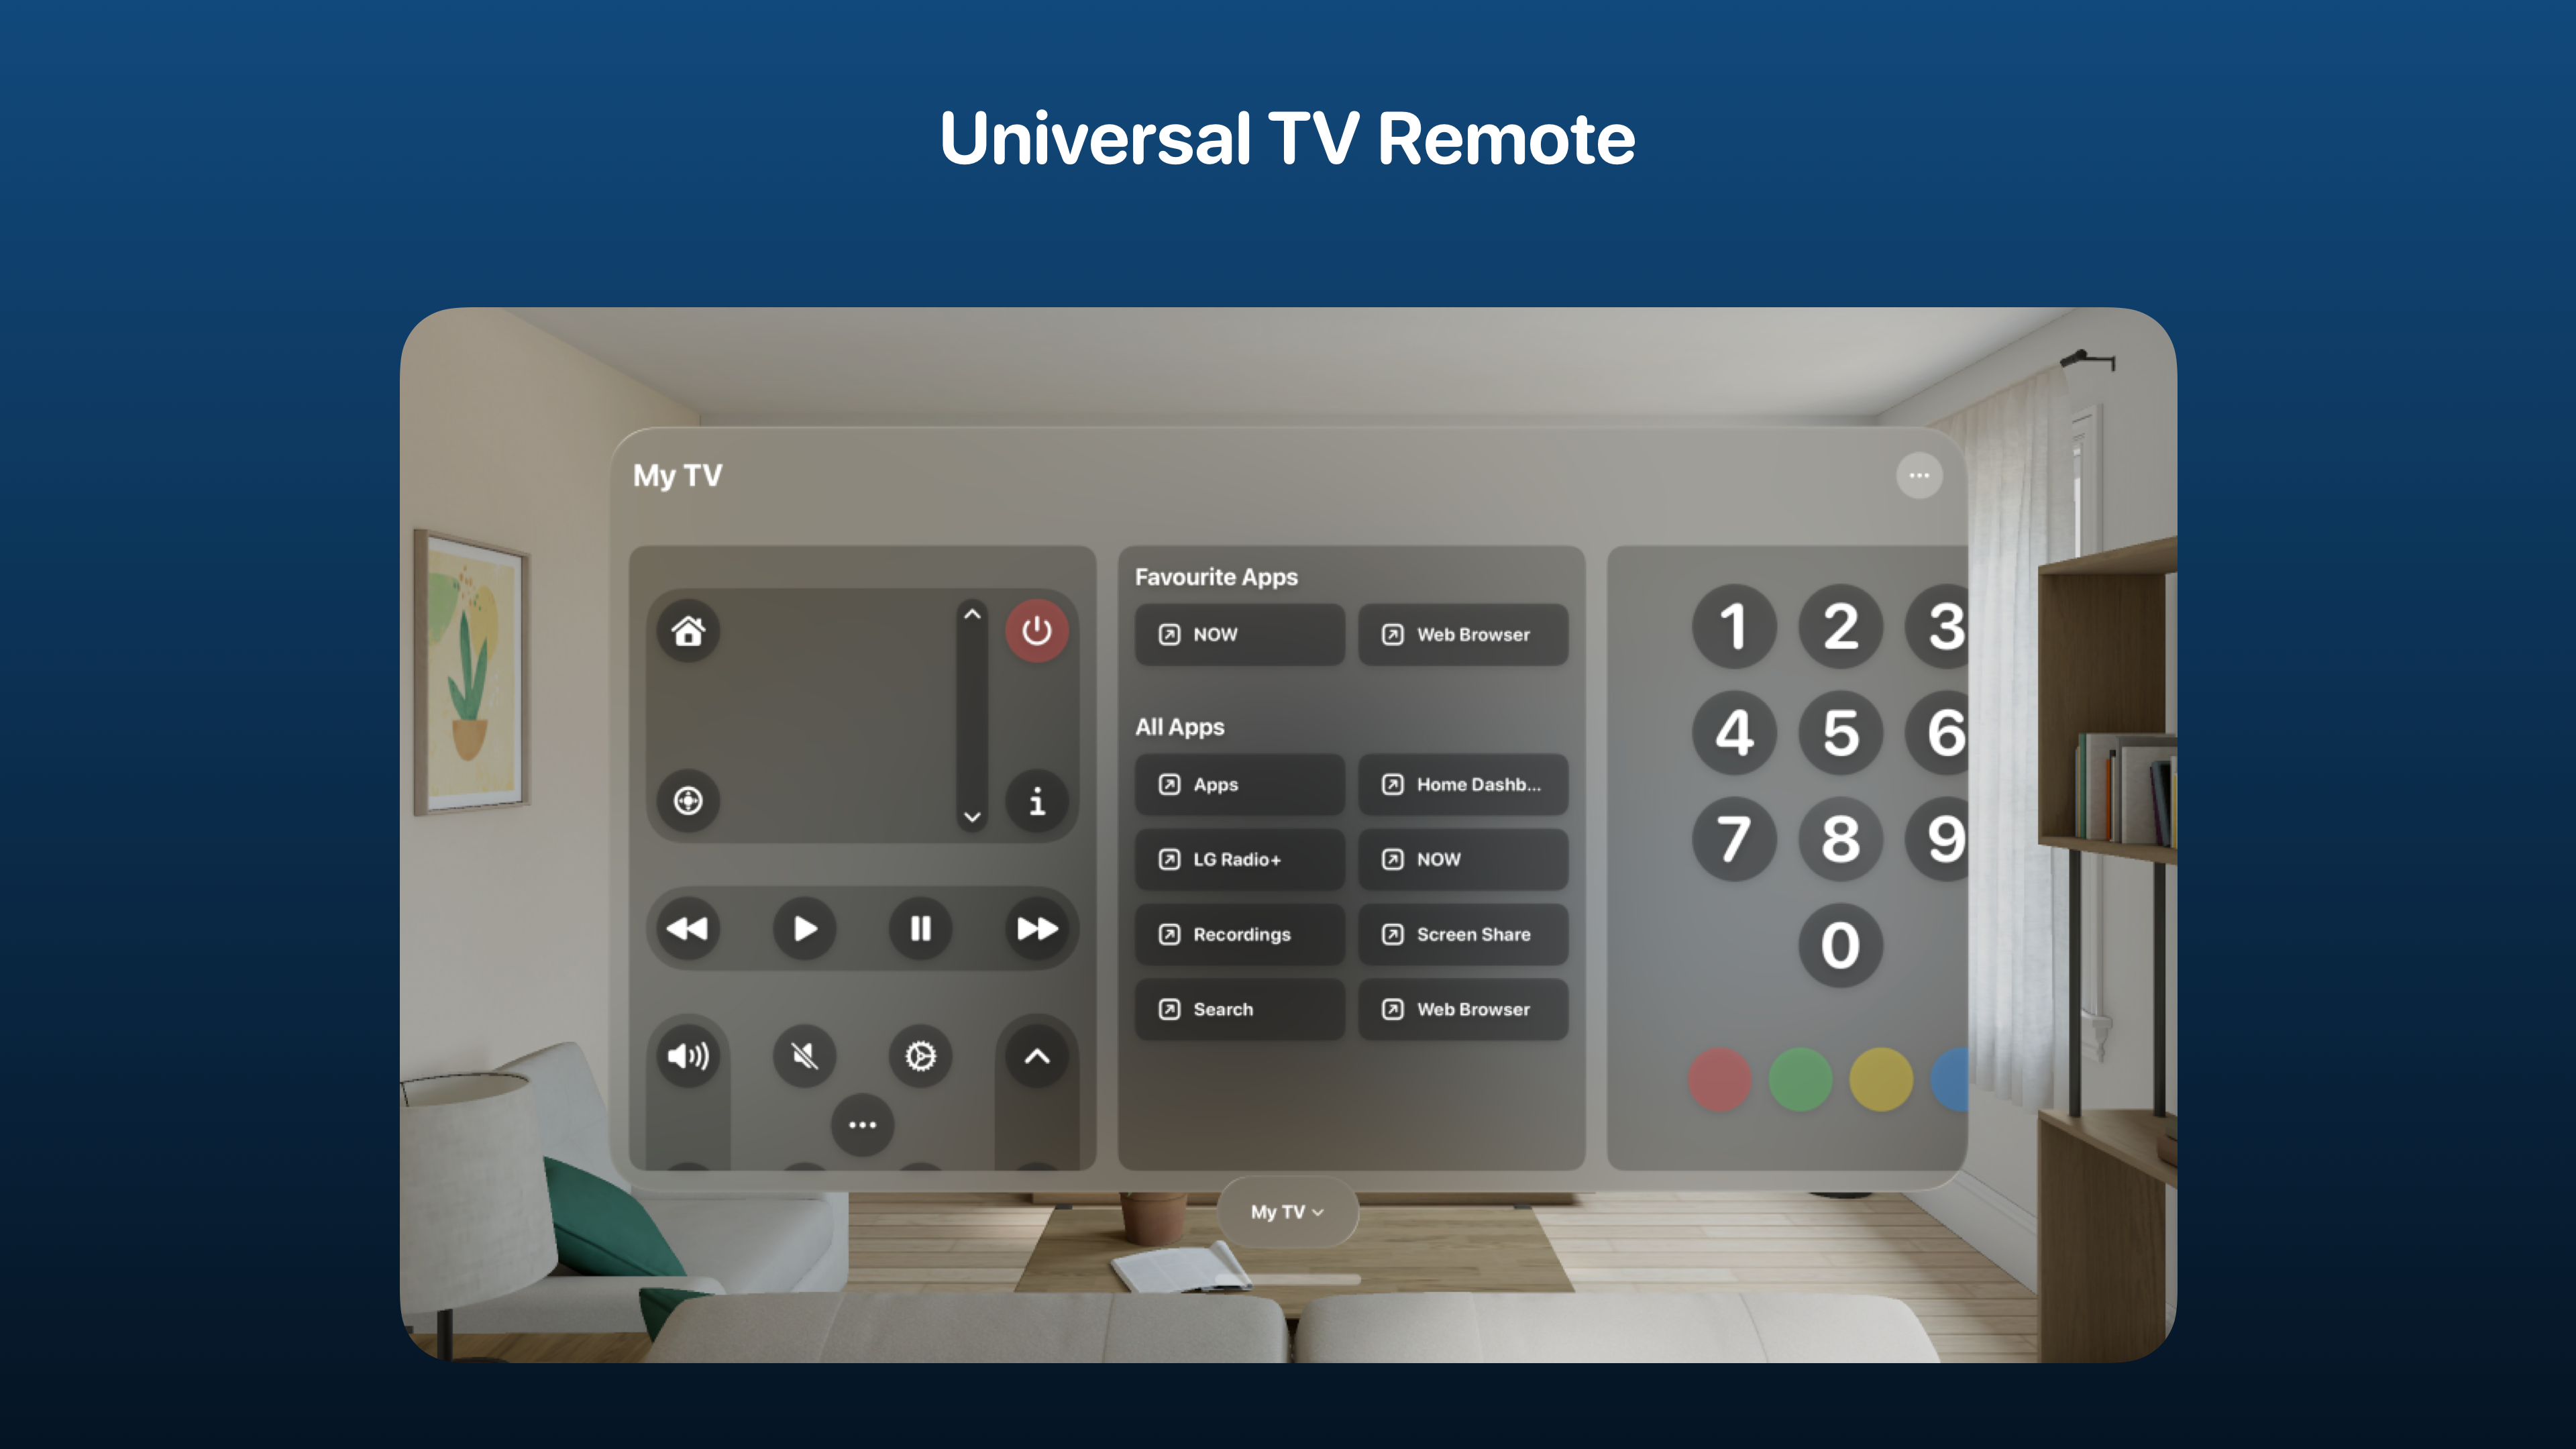 Universal TV Remote
My TV
Favourite Apps
NOW
Web Browser
All Apps
Apps
Home Dashb...
LG Radio+
NOW
Recordings
Screen Share
Search
Web Browser
1 2 3
4 5 6
7 8 9
0
My TV